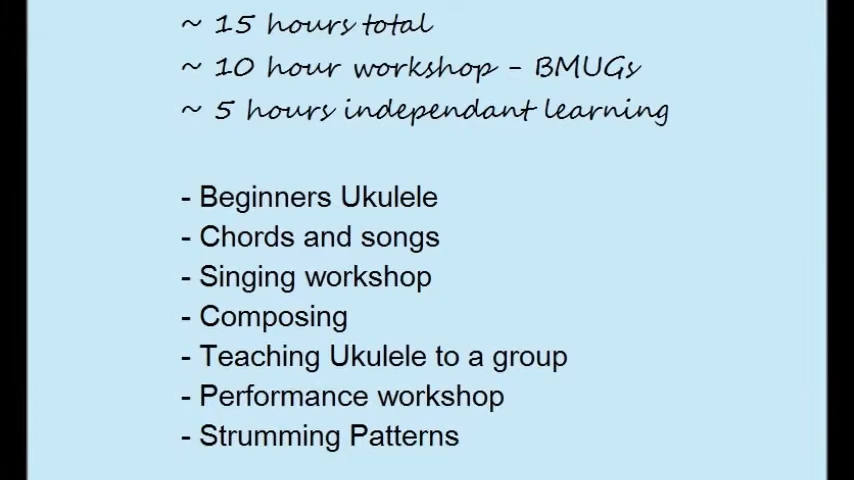 ~ 15 hours total
~ 10 hour workshop - BMUGs
~ 5 hours independant learning
- Beginners Ukulele
- Chords and songs
- Singing workshop
- Composing
- Teaching Ukulele to a group
- Performance workshop
- Strumming Patterns